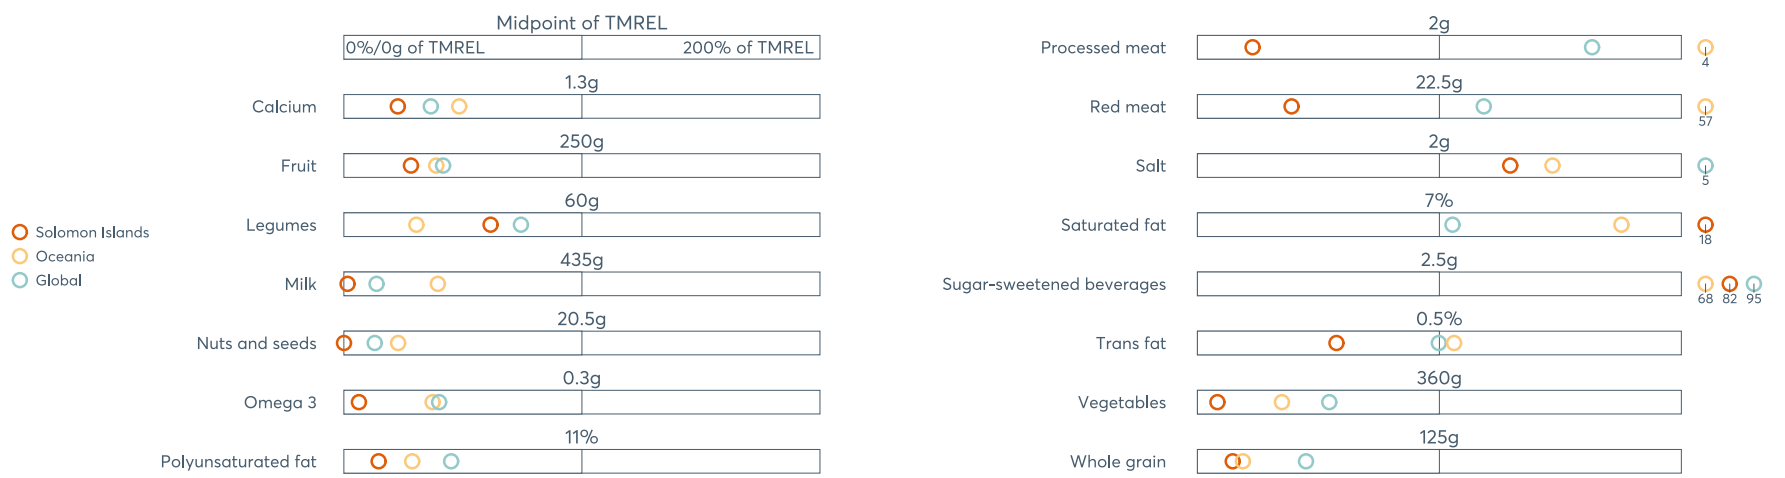 Midpoint of TMREL
0%/0g of TMREL 200% of TMREL
1.3g
Calcium
250g
Fruit
60g
Legumes
435g
Milk
20.5g
Nuts and seeds
0.3g
Omega 3
11%
Polyunsaturated fat
Solomon Islands
Oceania
Global
2g
Processed meat
4
22.5g
Red meat
57
2g
Salt
5
7%
Saturated fat
18
2.5g
Sugar-sweetened beverages
68 82 95
0.5%
Trans fat
360g
Vegetables
125g
Whole grain